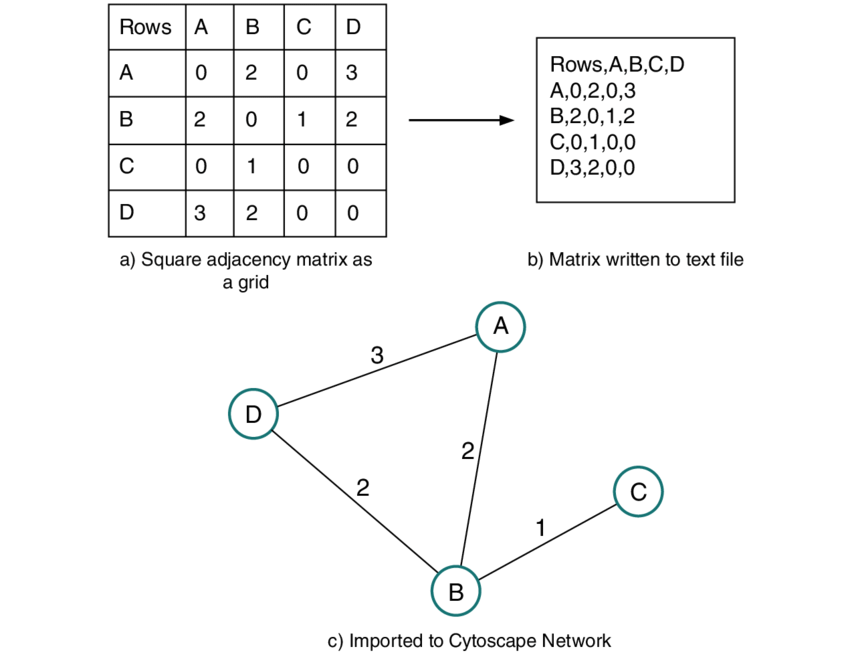 Rows A B C D
A 0 2 0 3
B 2 0 1 2
C 0 1 0 0
D 3 2 0 0
a) Square adjacency matrix as
a grid
Rows,A,B,C,D
A,0,2,0,3
B,2,0,1,2
C,0,1,0,0
D,3,2,0,0
b) Matrix written to text file
A
3
D
2
2
C
1
B
c) Imported to Cytoscape Network